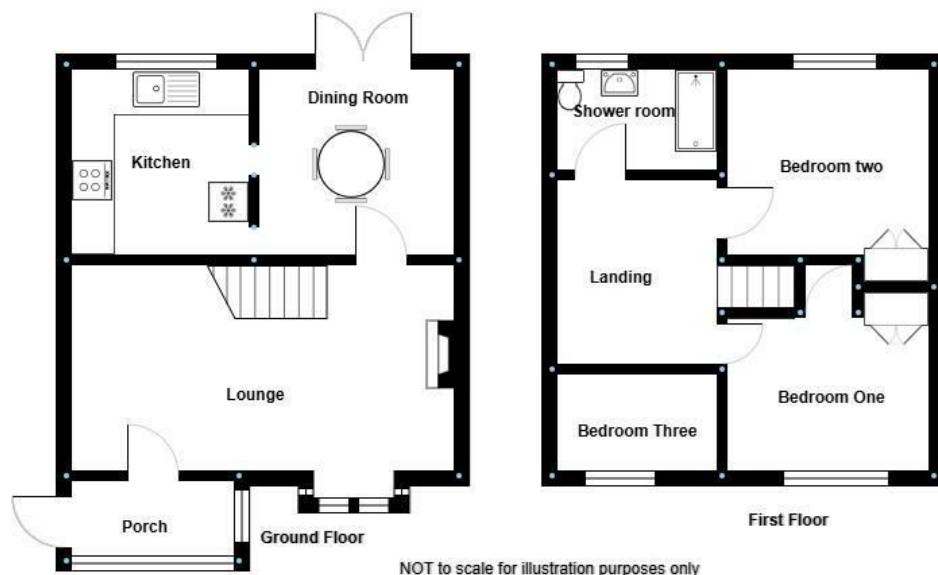 Dining Room
Kitchen
Lounge
Porch
Ground Floor
Shower room
Bedroom two
Landing
Bedroom One
Bedroom Three
First Floor
NOT to scale for illustration purposes only